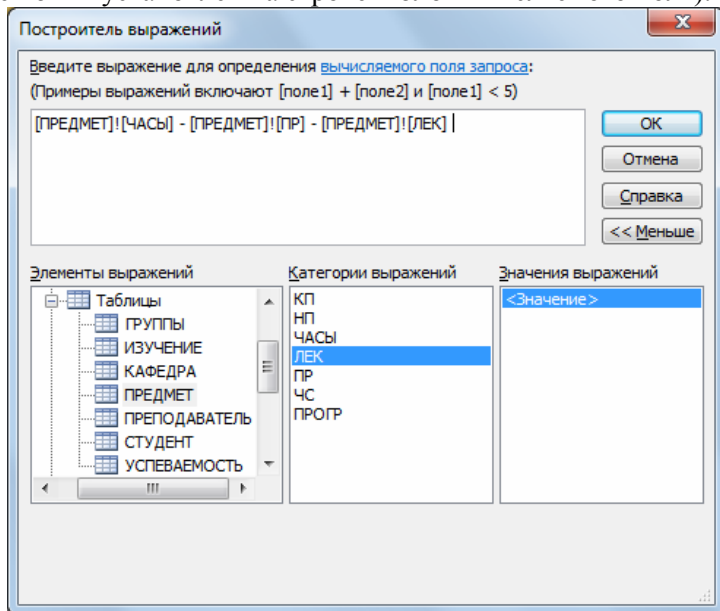 Построитель выражений
Введите выражение для определения вычисляемого поля запроса:
(Примеры выражений включают [поле1] + [поле2] и [поле1] < 5)
[ПРЕДМЕТ]![ЧАСЫ] - [ПРЕДМЕТ]![ПР] - [ПРЕДМЕТ]![ЛЕК]
ОК
Отмена
Справка
<< Меньше
Элементы выражений
Таблицы
ГРУППЫ
ИЗУЧЕНИЕ
КАФЕДРА
ПРЕДМЕТ
ПРЕПОДАВАТЕЛЬ
СТУДЕНТ
УСПЕВАЕМОСТЬ
Категории выражений
КП
НП
ЧАСЫ
ЛЕК
ПР
ЧС
ПРОГР
Значения выражений
<Значение>